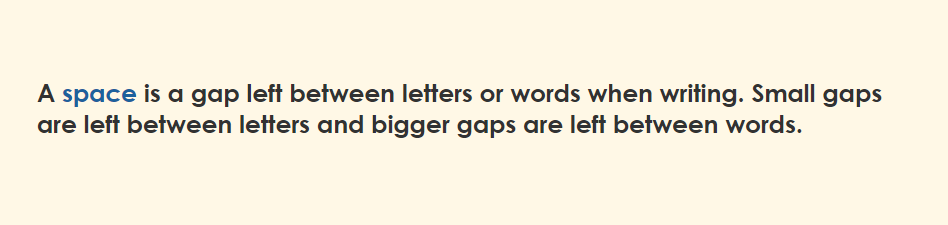 A space is a gap left between letters or words when writing. Small gaps
are left between letters and bigger gaps are left between words.